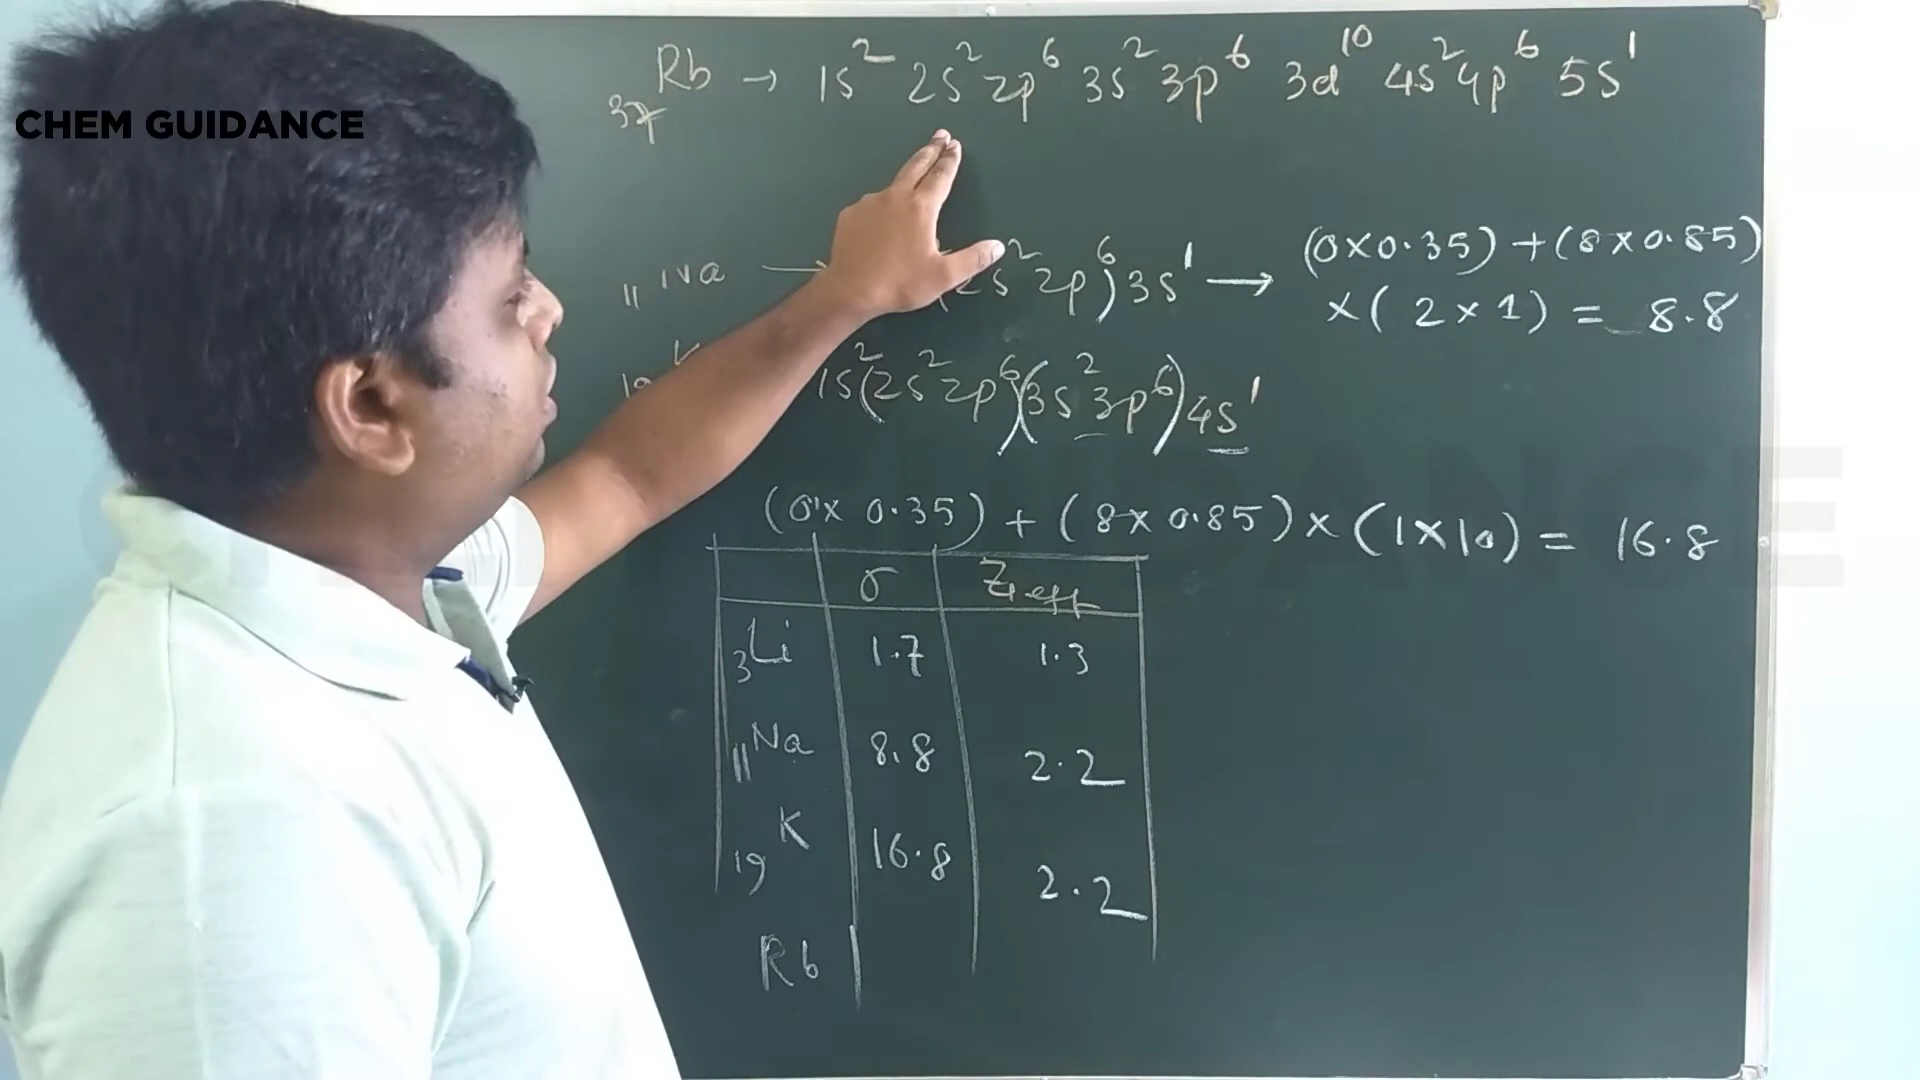 CHEM GUIDANCE
₃₇Rb → 1s² 2s² 2p⁶ 3s² 3p⁶ 3d¹⁰ 4s² 4p⁶ 5s¹
₁₁Na → (2s² 2p⁶) 3s¹ → (0×0.35) + (8×0.85)
×( 2×1) = 8.8
19 K 1s² (2s² 2p⁶)(3s² 3p⁶) 4s¹
(0× 0.35) + (8× 0.85) × (1×10) = 16.8
σ Z eff
₃Li 1.7 1.3
₁₁Na 8.8 2.2
₁₉K 16.8 2.2
Rb